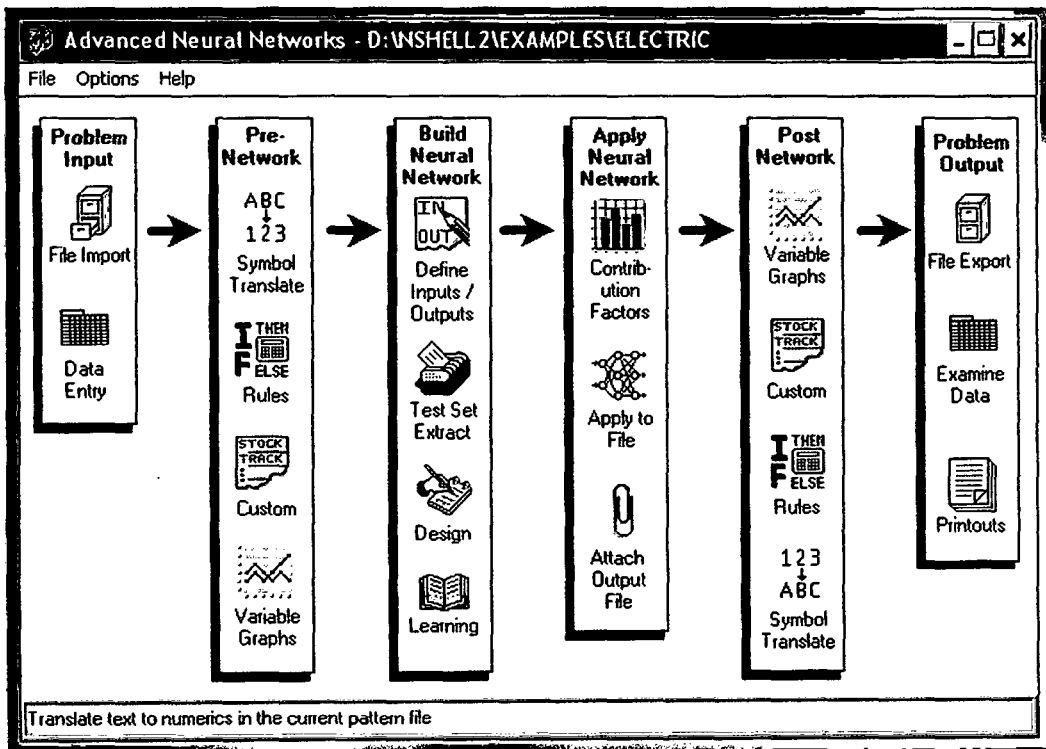 Advanced Neural Networks - D:\NSHELL2\EXAMPLES\ELECTRIC
File Options Help
Problem
Input
File Import
Data
Entry
Pre-
Network
ABC
123
Symbol
Translate
IF THEN ELSE
Rules
STOCK
TRACK
Custom
Variable
Graphs
Build
Neural
Network
IN
OUT
Define
Inputs /
Outputs
Test Set
Extract
Design
Learning
Apply
Neural
Network
Contrib-
ution
Factors
Apply to
File
Attach
Output
File
Post
Network
Variable
Graphs
STOCK
TRACK
Custom
IF THEN ELSE
Rules
123
ABC
Symbol
Translate
Problem
Output
File Export
Examine
Data
Printouts
Translate text to numerics in the current pattern file